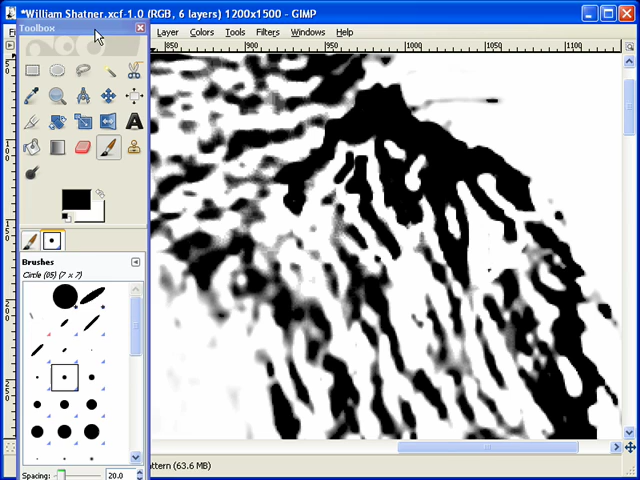 *William Shatner.xcf-1.0 (RGB, 6 layers) 1200x1500 - GIMP
Toolbox
Layer Colors Tools Filters Windows Help
850 900 950 1000 1050 1100
Brushes
Circle (05) (7 x 7)
Spacing: 20.0
attern (63.6 MB)